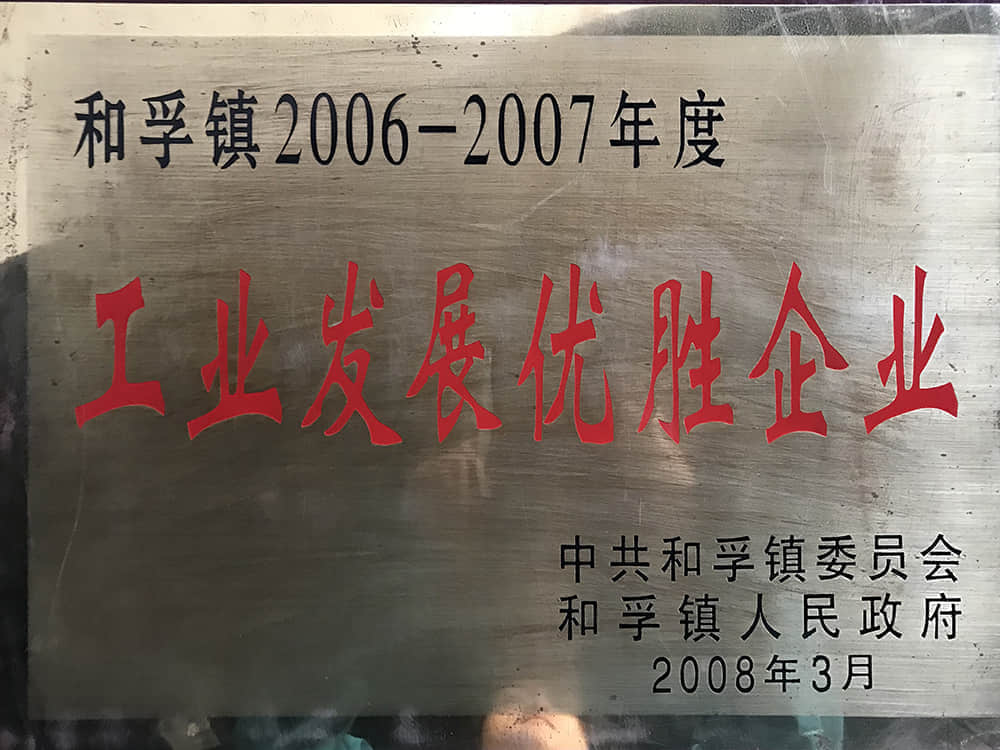 和孚镇2006-2007年度
工业发展优胜企业
中共和孚镇委员会
和孚镇人民政府
2008年3月